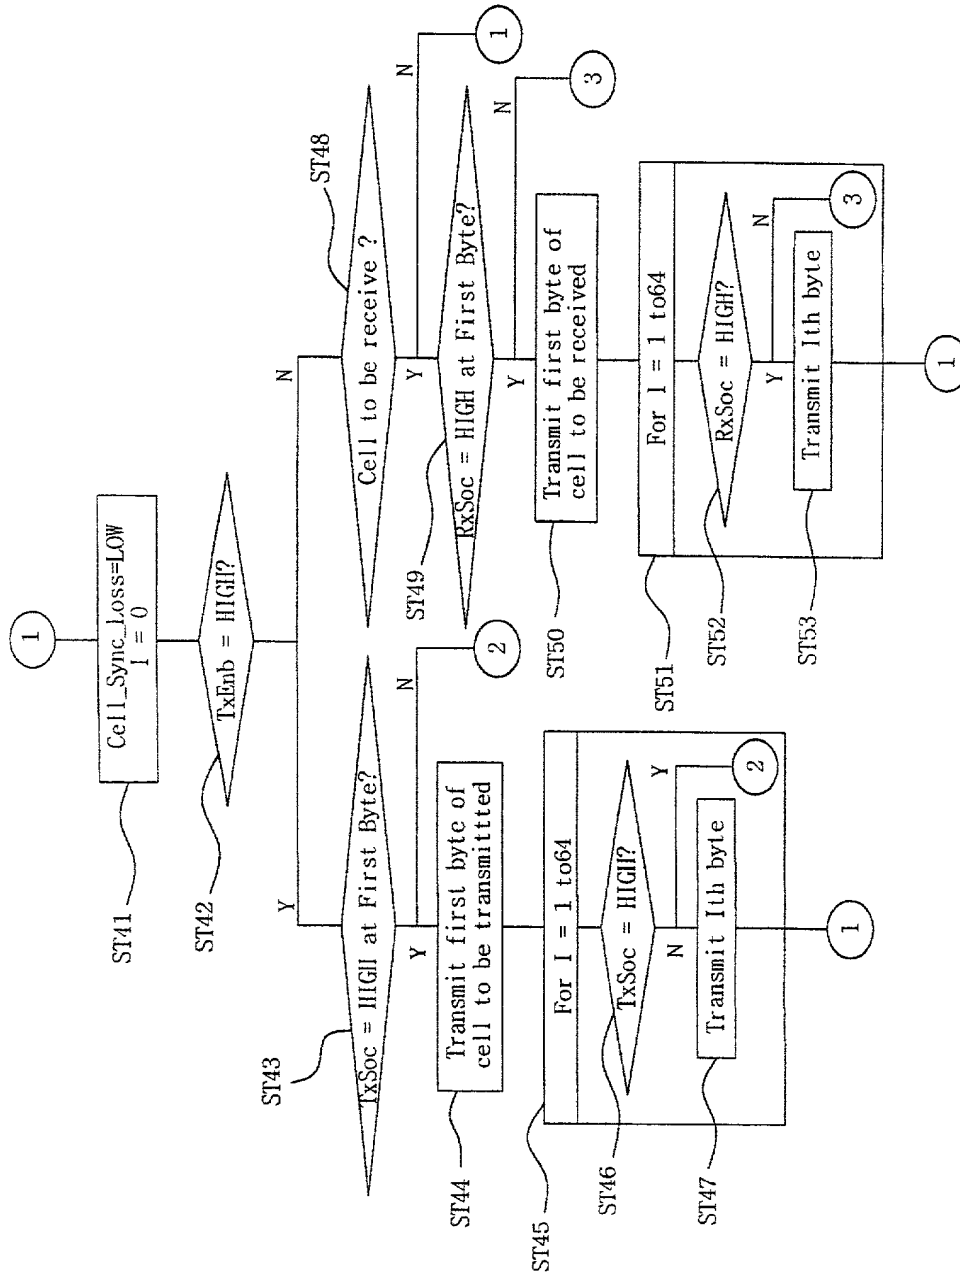 1
Cell_Sync_Loss=LOW
I = 0
ST41
TxEnb = HIGH?
ST42
Y
N
TxSoc = HIGH at First Byte?
ST43
Y
N
2
Transmit first byte of
cell to be transmittted
ST44
For I = 1 to64
ST45
TxSoc = HIGH?
ST46
N
Y
2
Transmit Ith byte
ST47
1
Cell to be receive ?
ST48
Y
N
1
RxSoc = HIGH at First Byte?
ST49
Y
N
3
Transmit first byte of
cell to be received
ST50
For I = 1 to64
ST51
RxSoc = HIGH?
ST52
Y
N
3
Transmit Ith byte
ST53
1